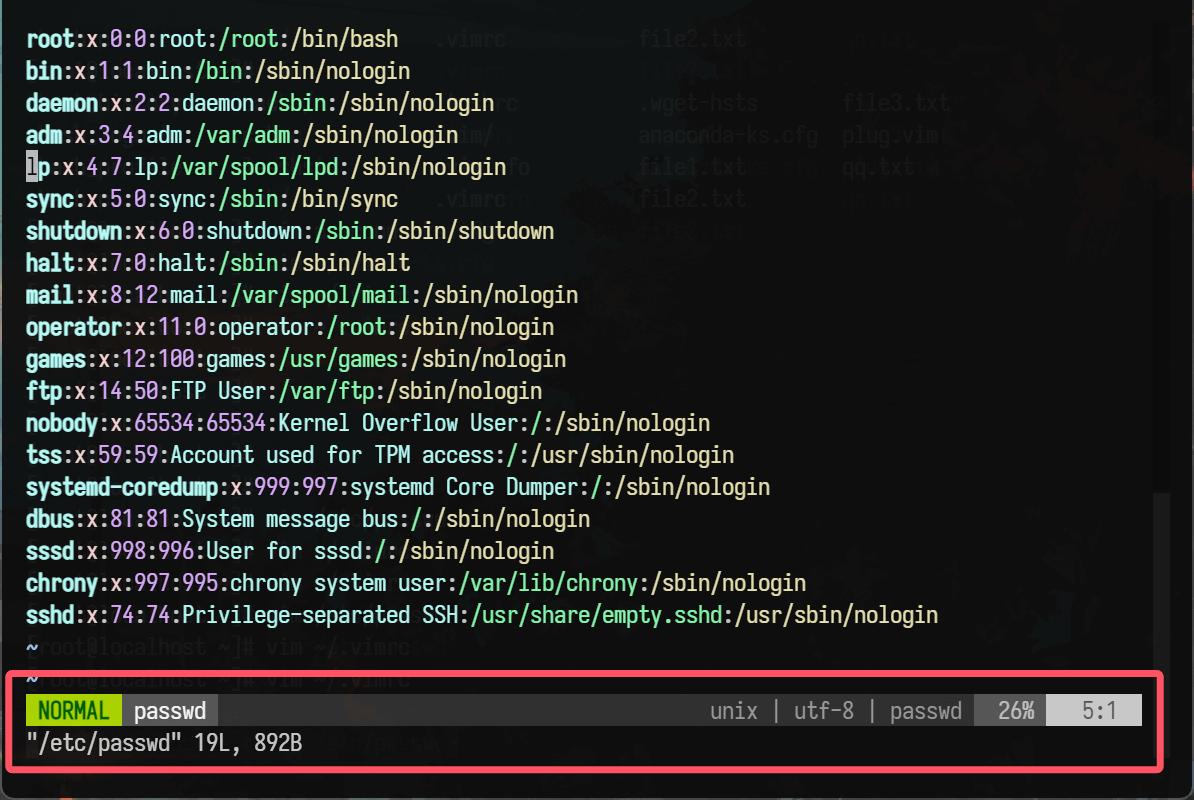 root:x:0:0:root:/root:/bin/bash
bin:x:1:1:bin:/bin:/sbin/nologin
daemon:x:2:2:daemon:/sbin:/sbin/nologin
adm:x:3:4:adm:/var/adm:/sbin/nologin
lp:x:4:7:lp:/var/spool/lpd:/sbin/nologin
sync:x:5:0:sync:/sbin:/bin/sync
shutdown:x:6:0:shutdown:/sbin:/sbin/shutdown
halt:x:7:0:halt:/sbin:/sbin/halt
mail:x:8:12:mail:/var/spool/mail:/sbin/nologin
operator:x:11:0:operator:/root:/sbin/nologin
games:x:12:100:games:/usr/games:/sbin/nologin
ftp:x:14:50:FTP User:/var/ftp:/sbin/nologin
nobody:x:65534:65534:Kernel Overflow User:/:/sbin/nologin
tss:x:59:59:Account used for TPM access:/:/usr/sbin/nologin
systemd-coredump:x:999:997:systemd Core Dumper:/:/sbin/nologin
dbus:x:81:81:System message bus:/:/sbin/nologin
sssd:x:998:996:User for sssd:/:/sbin/nologin
chrony:x:997:995:chrony system user:/var/lib/chrony:/sbin/nologin
sshd:x:74:74:Privilege-separated SSH:/usr/share/empty.sshd:/usr/sbin/nologin
~
~
NORMAL passwd unix | utf-8 | passwd 26% 5:1
"/etc/passwd" 19L, 892B